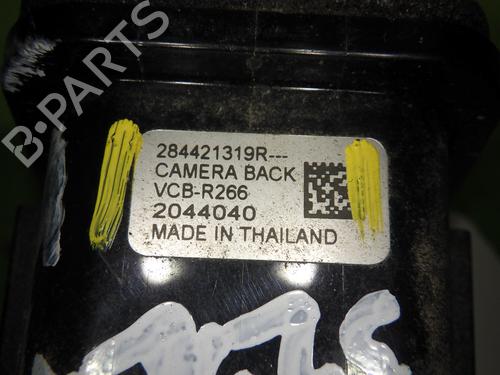 B-PARTS
284421319R---
CAMERA BACK
VCB-R266
2044040
MADE IN THAILAND